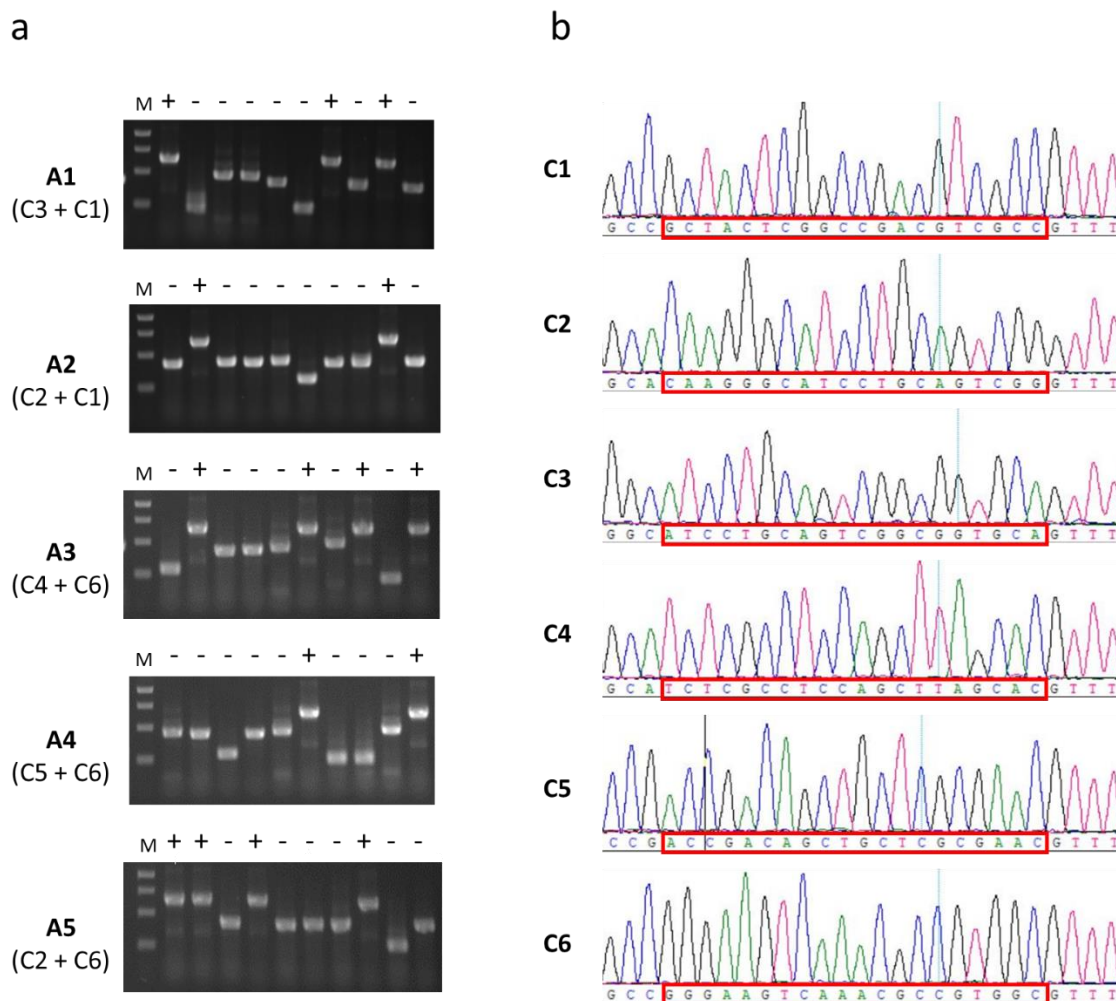 a
M + - - - - - + - + -
A1
(C3 + C1)
M - + - - - - - - + -
A2
(C2 + C1)
M - + - - - + - + - +
A3
(C4 + C6)
M - - - - - + - - - +
A4
(C5 + C6)
M + + - + - - - + - -
A5
(C2 + C6)
b
C1
G C C G C T A C T C G G C C G A C G T C G C C G T T T
C2
G C A C A A G G G C A T C C T G C A G T C G G G T T T
C3
G G C A T C C T G C A G T C G G C G G T G C A G T T T
C4
G C A T C T C G C C T C C A G C T T A G C A C G T T T
C5
C C G A C C G A C A G C T G C T C G C G A A C G T T T
C6
G C C G G G A A G T C A A A C G C C G T G G C G T T T